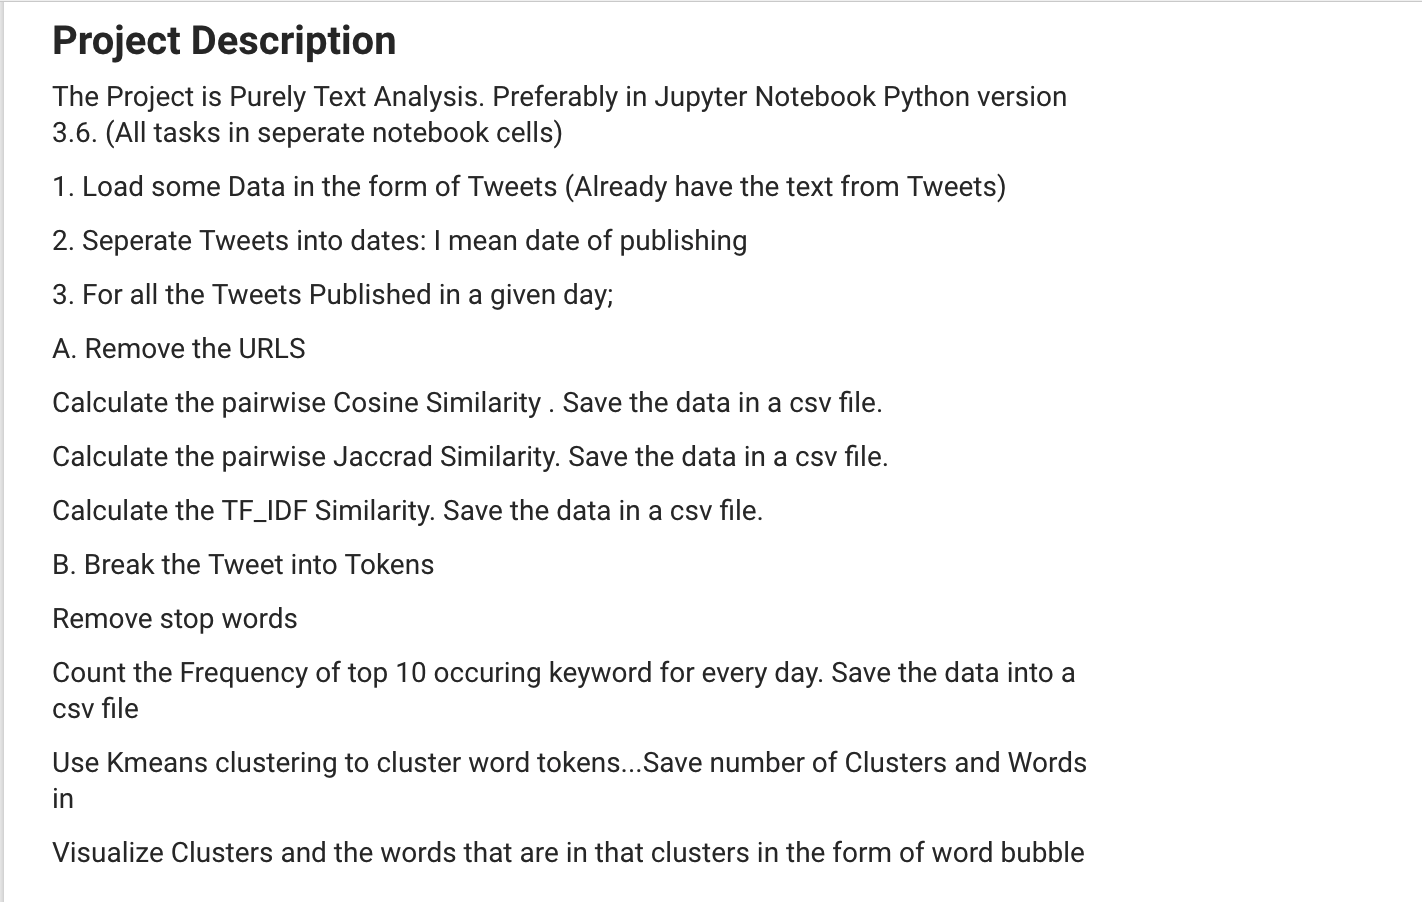 Project Description
The Project is Purely Text Analysis. Preferably in Jupyter Notebook Python version
3.6. (All tasks in seperate notebook cells)
1. Load some Data in the form of Tweets (Already have the text from Tweets)
2. Seperate Tweets into dates: I mean date of publishing
3. For all the Tweets Published in a given day;
A. Remove the URLS
Calculate the pairwise Cosine Similarity . Save the data in a csv file.
Calculate the pairwise Jaccrad Similarity. Save the data in a csv file.
Calculate the TF_IDF Similarity. Save the data in a csv file.
B. Break the Tweet into Tokens
Remove stop words
Count the Frequency of top 10 occuring keyword for every day. Save the data into a
csv file
Use Kmeans clustering to cluster word tokens...Save number of Clusters and Words
in
Visualize Clusters and the words that are in that clusters in the form of word bubble